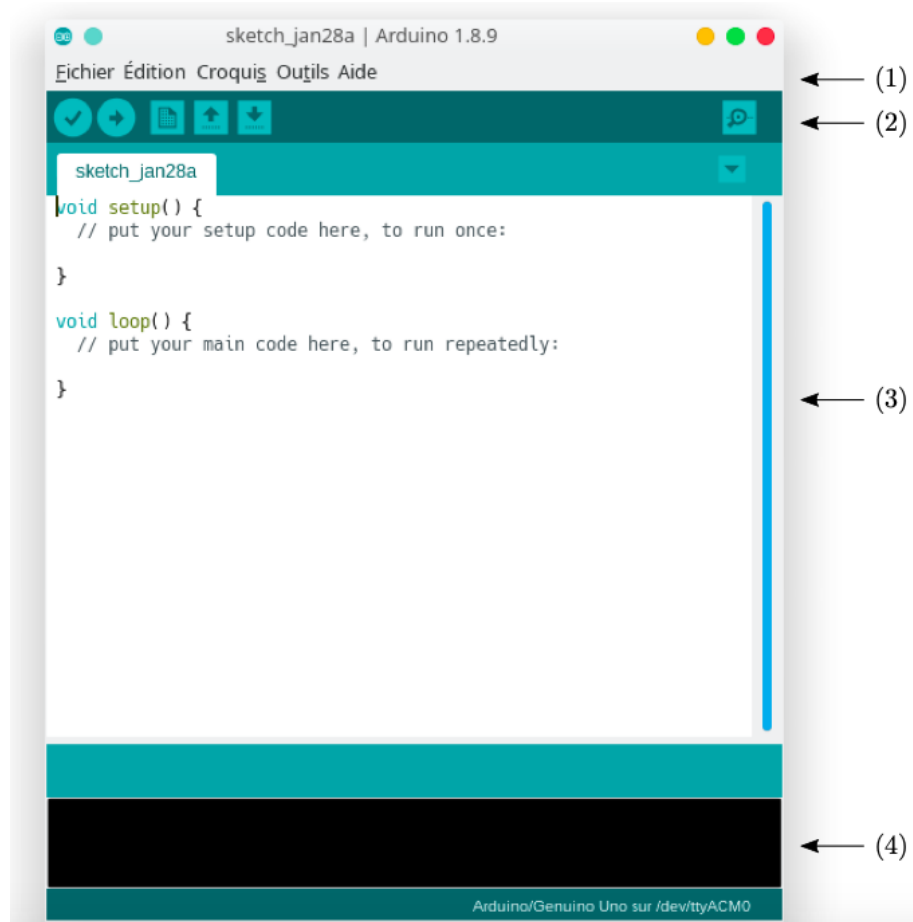 sketch_jan28a | Arduino 1.8.9
Fichier Édition Croquis Outils Aide
(1)
(2)
sketch_jan28a
void setup() {
  // put your setup code here, to run once:
}
void loop() {
  // put your main code here, to run repeatedly:
}
(3)
(4)
Arduino/Genuino Uno sur /dev/ttyACM0